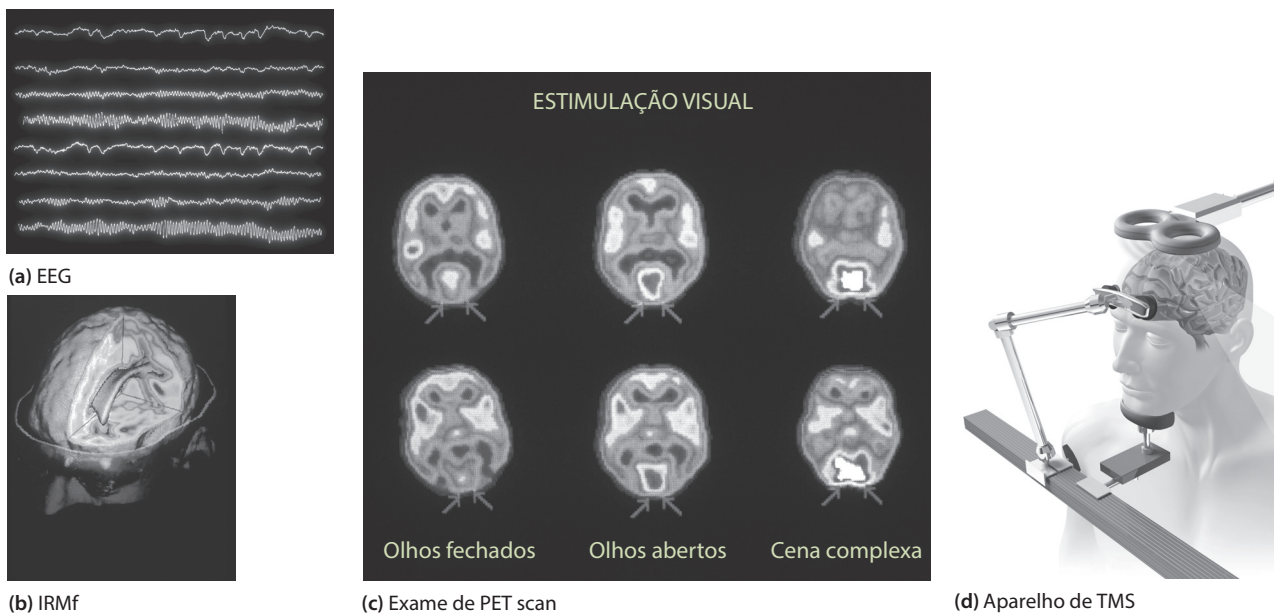 (a) EEG
(b) IRMf
ESTIMULAÇÃO VISUAL
Olhos fechados
Olhos abertos
Cena complexa
(c) Exame de PET scan
(d) Aparelho de TMS